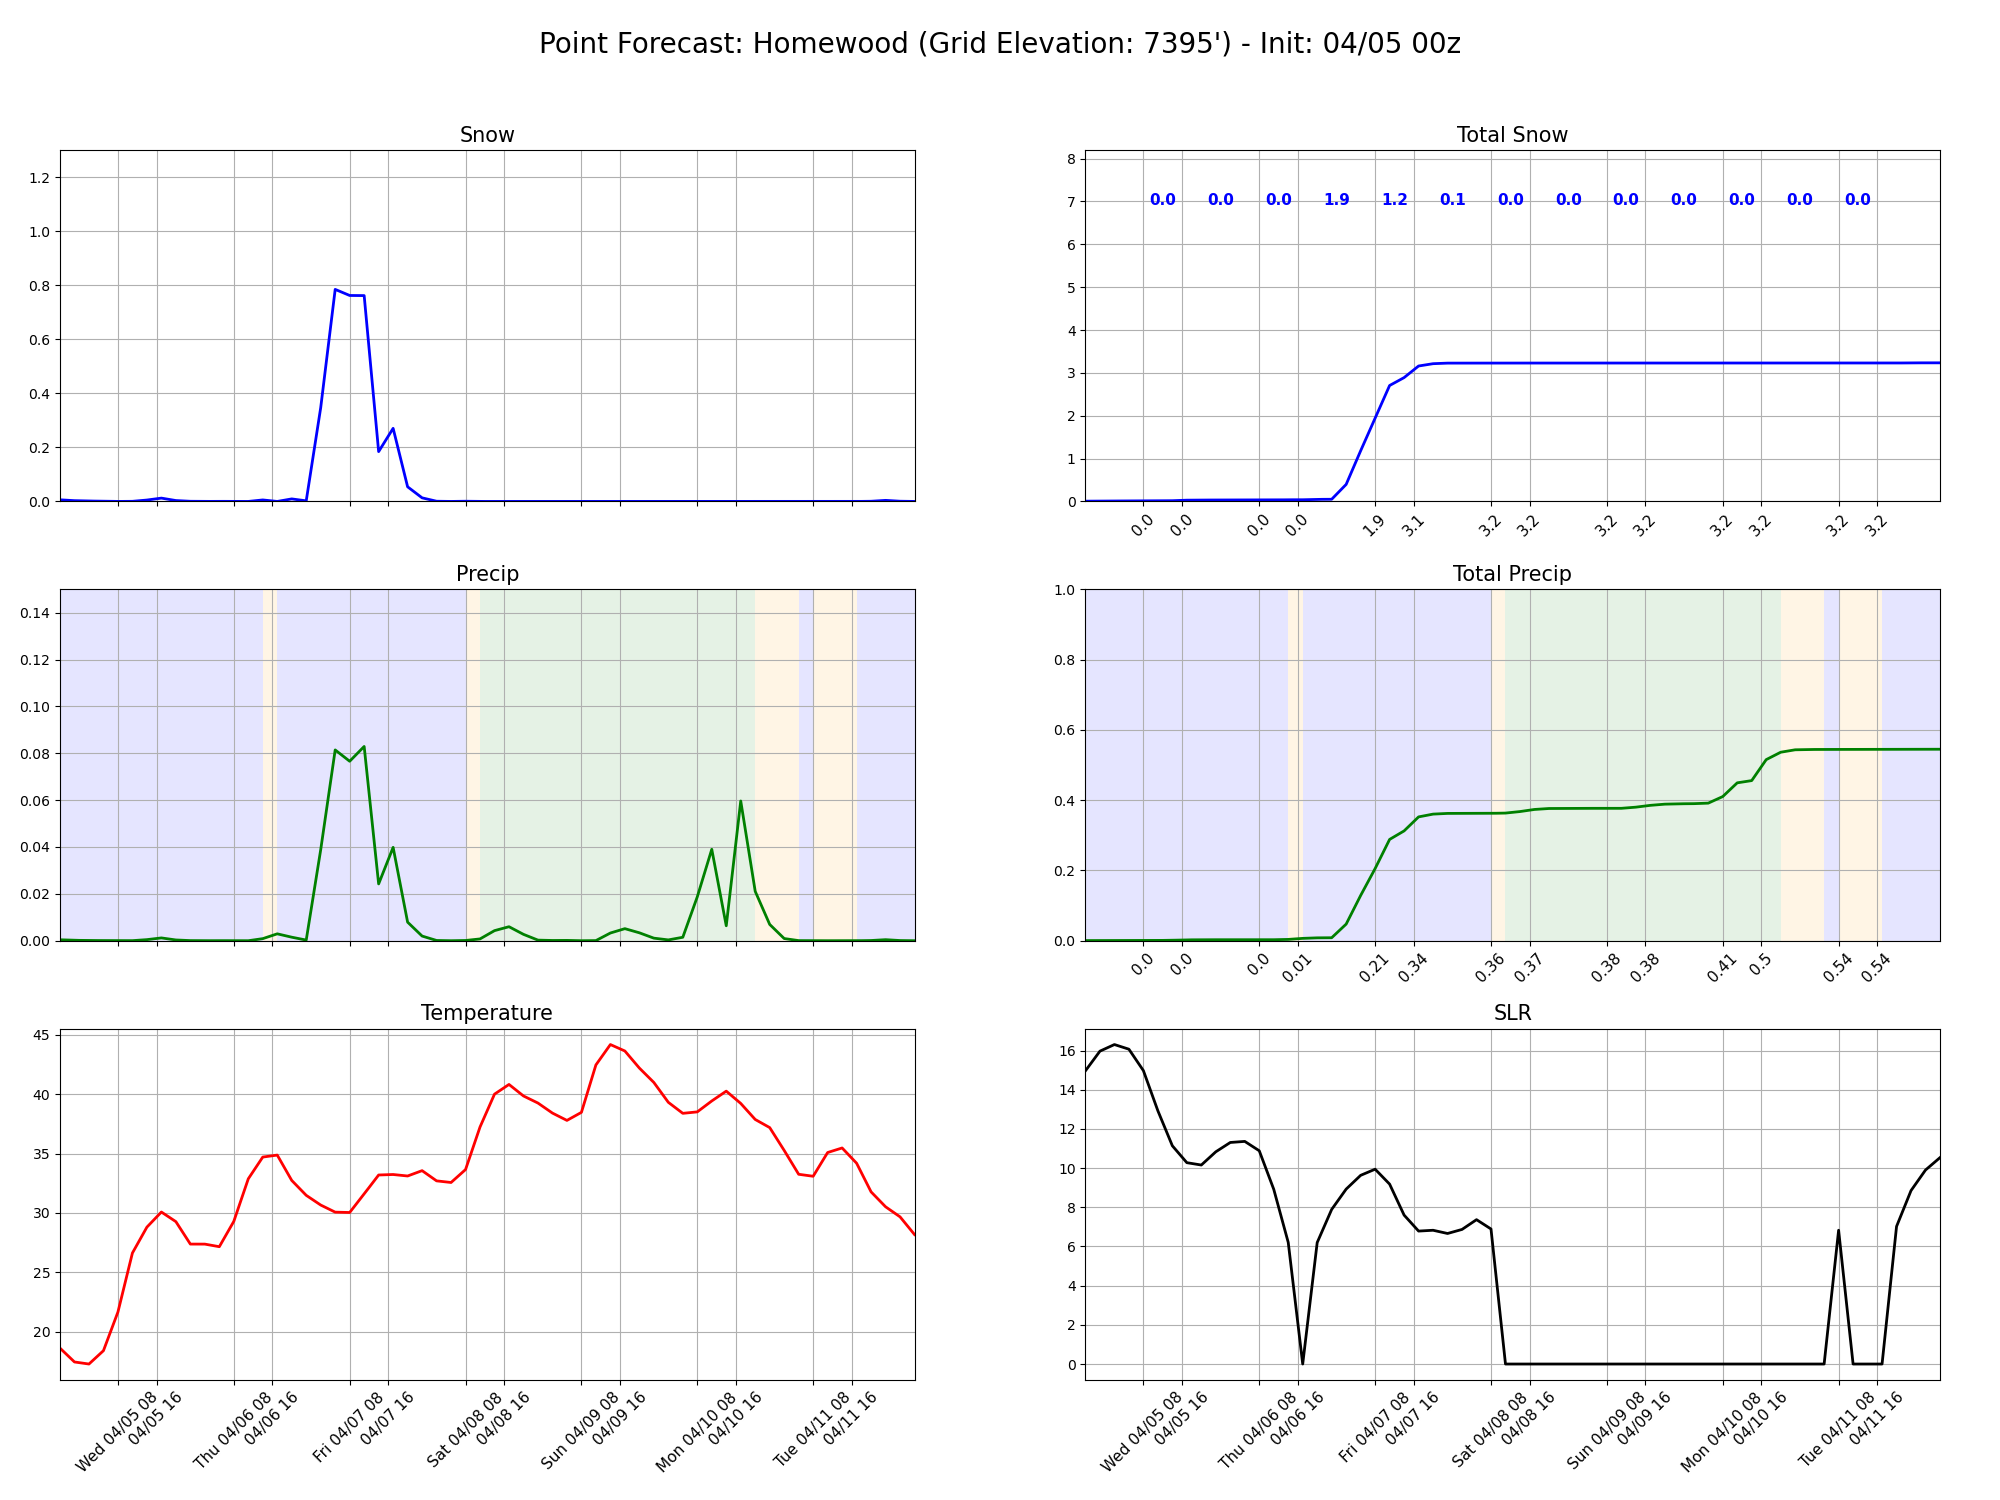 Point Forecast: Homewood (Grid Elevation: 7395') - Init: 04/05 00z
Snow
1.2
1.0
0.8
0.6
0.4
0.2
0.0
Total Snow
8
7
6
5
4
3
2
1
0
0.0 0.0 0.0 1.9 1.2 0.1 0.0 0.0 0.0 0.0 0.0 0.0 0.0
0.0 0.0 0.0 0.0 1.9 3.1 3.2 3.2 3.2 3.2 3.2 3.2 3.2 3.2
Precip
0.14
0.12
0.10
0.08
0.06
0.04
0.02
0.00
Total Precip
1.0
0.8
0.6
0.4
0.2
0.0
0.0 0.0 0.0 0.01 0.21 0.34 0.36 0.37 0.38 0.38 0.41 0.5 0.54 0.54
Temperature
45
40
35
30
25
20
Wed 04/05 08
04/05 16
Thu 04/06 08
04/06 16
Fri 04/07 08
04/07 16
Sat 04/08 08
04/08 16
Sun 04/09 08
04/09 16
Mon 04/10 08
04/10 16
Tue 04/11 08
04/11 16
SLR
16
14
12
10
8
6
4
2
0
Wed 04/05 08
04/05 16
Thu 04/06 08
04/06 16
Fri 04/07 08
04/07 16
Sat 04/08 08
04/08 16
Sun 04/09 08
04/09 16
Mon 04/10 08
04/10 16
Tue 04/11 08
04/11 16